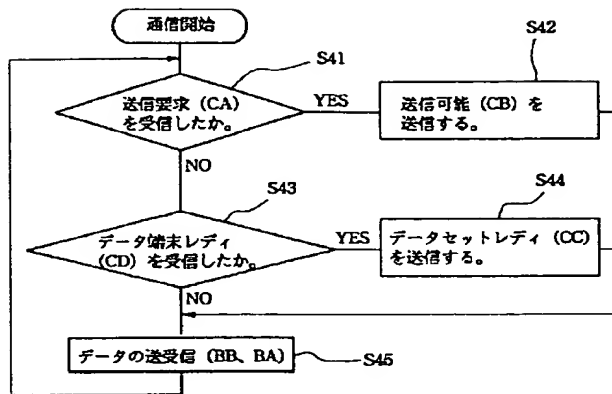 通信開始
S41
送信要求（CA）
を受信したか。
YES
S42
送信可能（CB）を
送信する。
NO
S43
データ端末レディ
（CD）を受信したか。
YES
S44
データセットレディ（CC）
を送信する。
NO
データの送受信（BB、BA）
S45